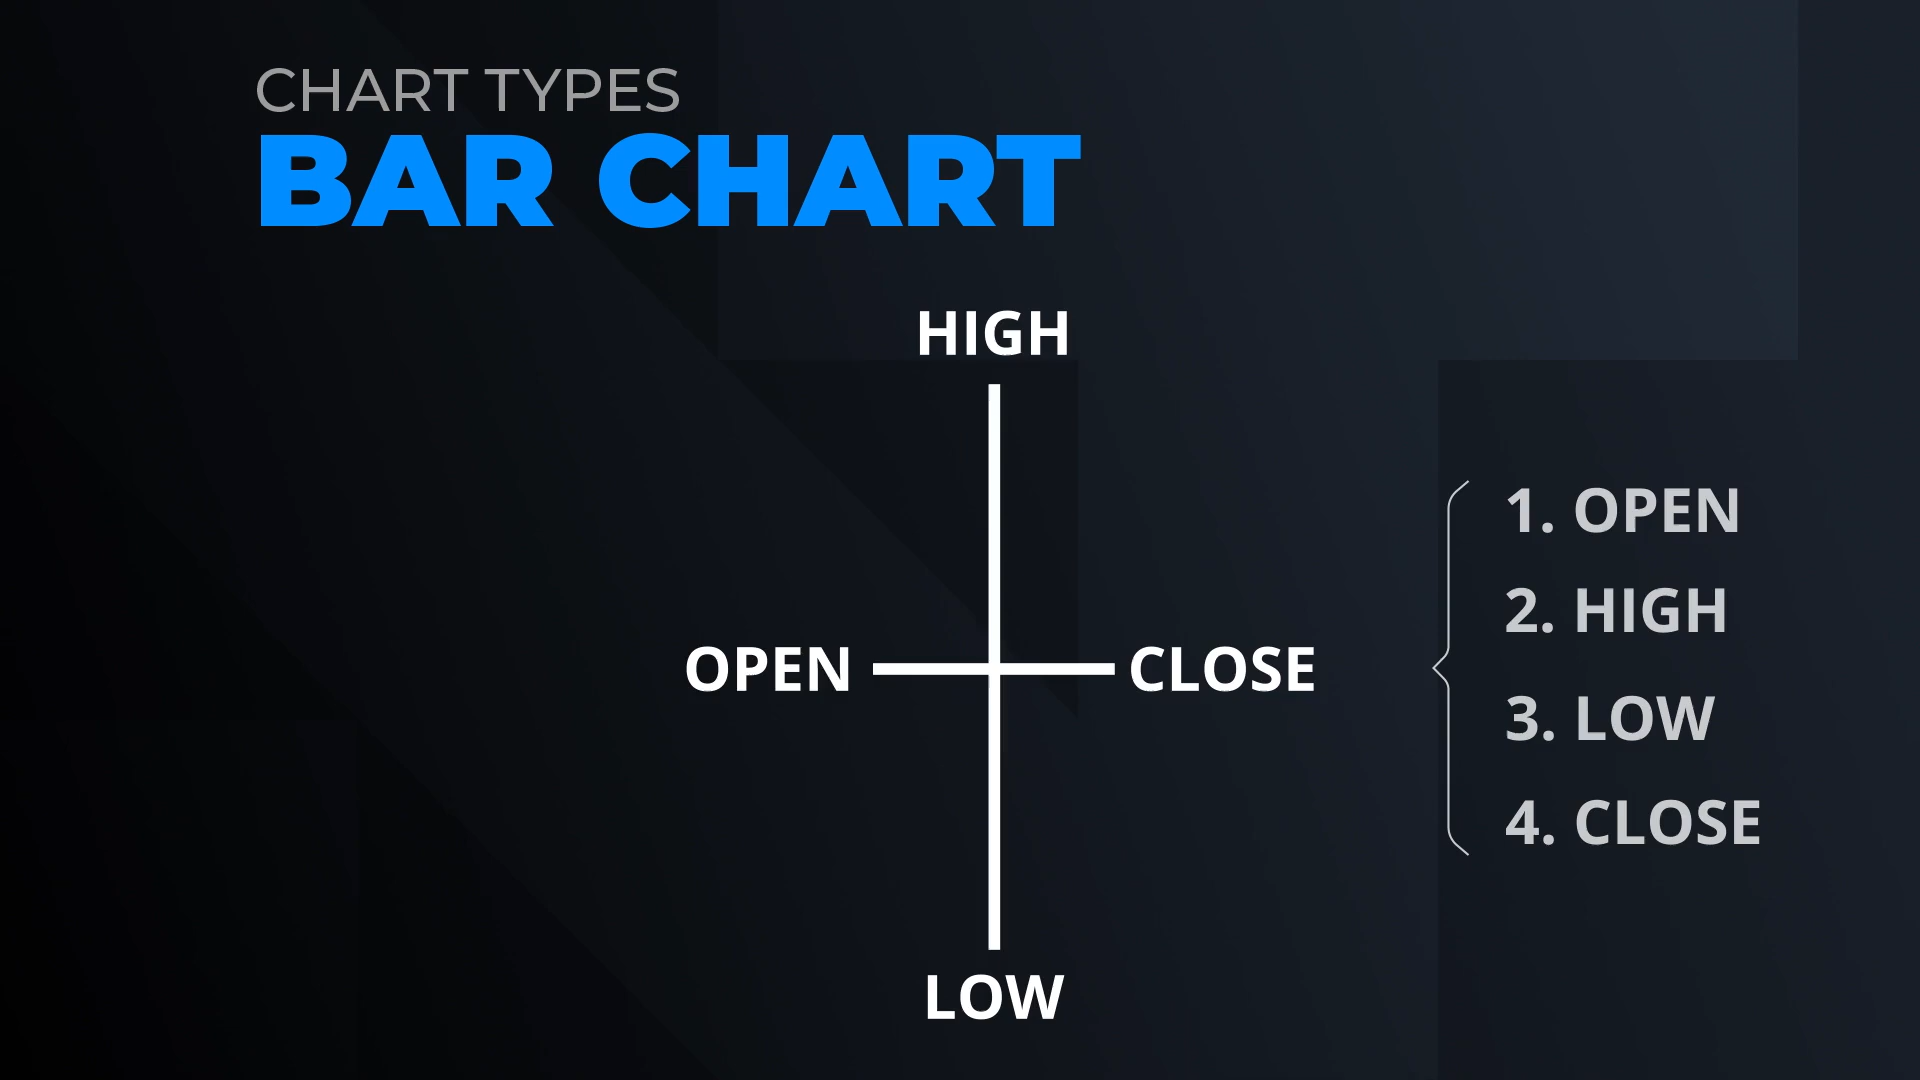 CHART TYPES
BAR CHART
HIGH
OPEN
CLOSE
LOW
1. OPEN
2. HIGH
3. LOW
4. CLOSE